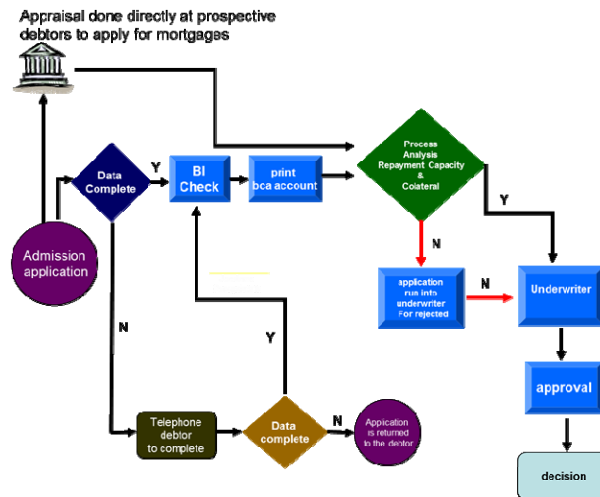 Appraisal done directly at prospective
debtors to apply for mortgages
Data
Complete
Y
BI
Check
print
bca account
Process
Analysis
Repayment Capacity
&
Colateral
Y
Admission
application
N
N
application
run into
underwriter
For rejected
N
Underwriter
Y
approval
Telephone
debtor
to complete
Data
complete
N
Application
is returned
to the deptor
decision